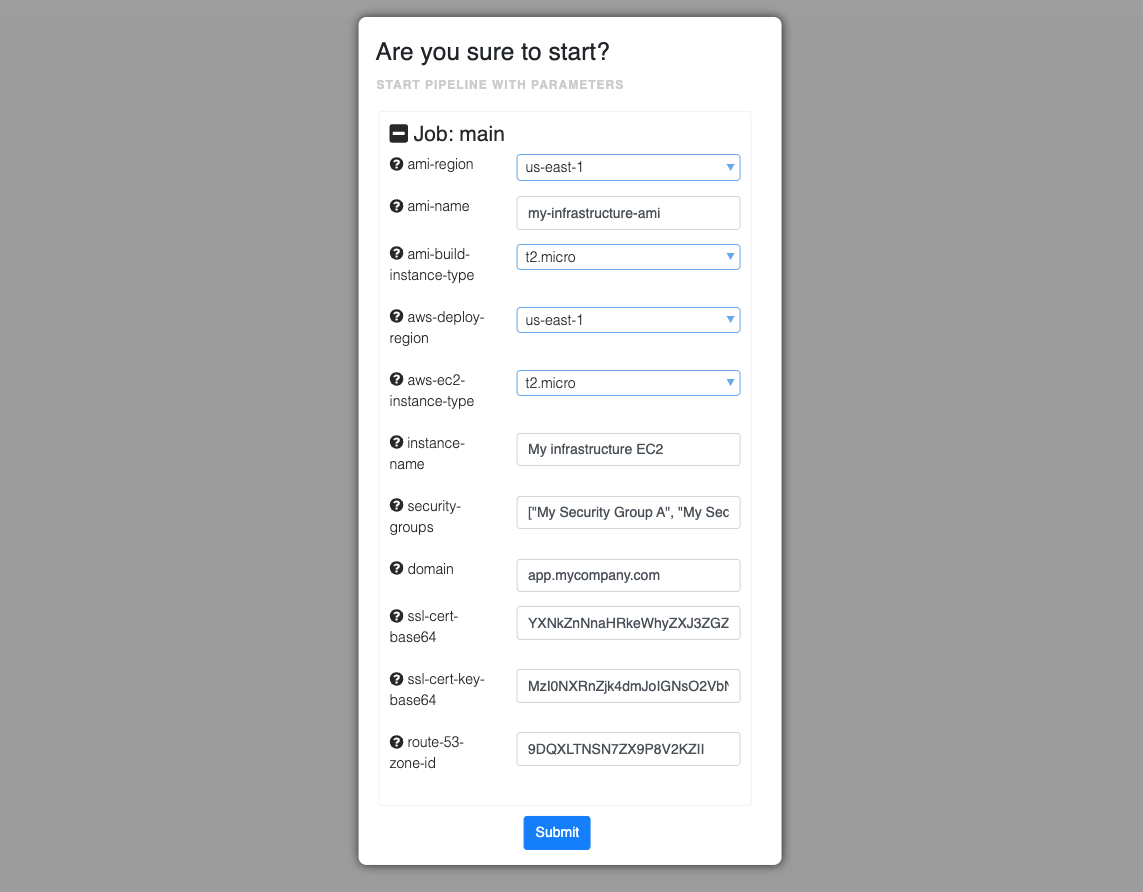 Are you sure to start?
START PIPELINE WITH PARAMETERS
Job: main
ami-region
us-east-1
ami-name
my-infrastructure-ami
ami-build-
instance-type
t2.micro
aws-deploy-
region
us-east-1
aws-ec2-
instance-type
t2.micro
instance-
name
My infrastructure EC2
security-
groups
["My Security Group A", "My Sec
domain
app.mycompany.com
ssl-cert-
base64
YXNkZnNnaHRkeWhyZXJ3ZGZ
ssl-cert-key-
base64
MzI0NXRnZjk4dmJoIGNsO2Vb
route-53-
zone-id
9DQXLTNSN7ZX9P8V2KZII
Submit